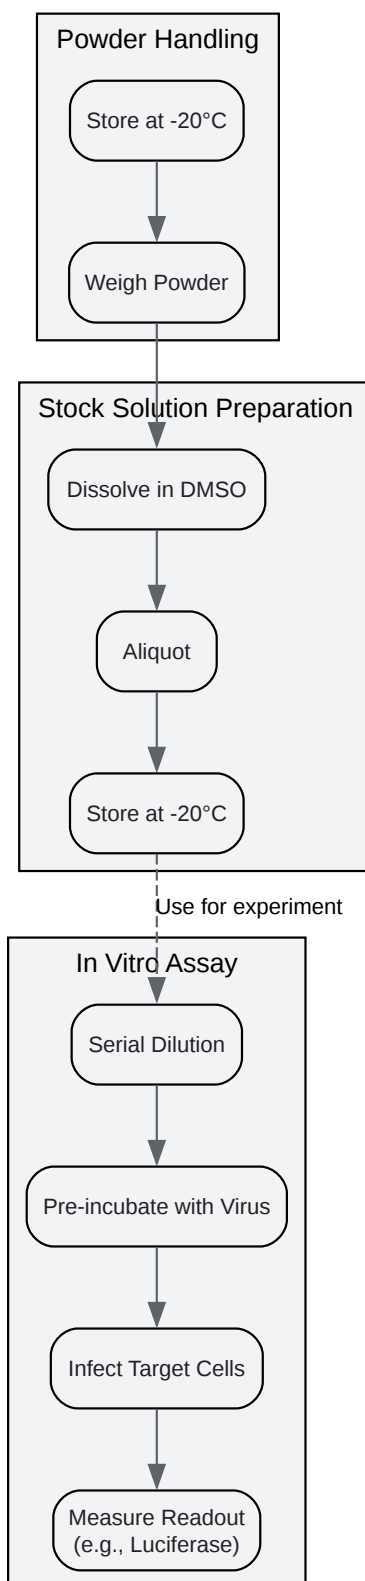 Powder Handling
Store at -20°C
Weigh Powder
Stock Solution Preparation
Dissolve in DMSO
Aliquot
Store at -20°C
Use for experiment
In Vitro Assay
Serial Dilution
Pre-incubate with Virus
Infect Target Cells
Measure Readout
(e.g., Luciferase)